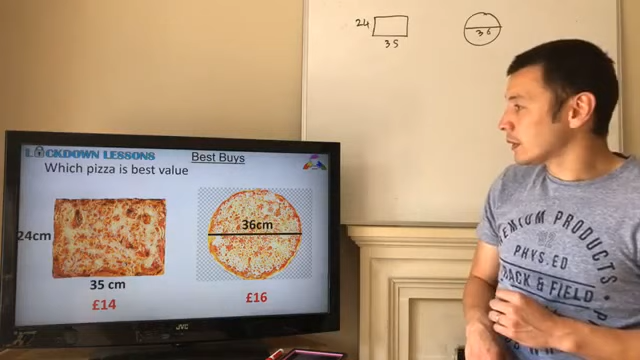 24
35
36
LOCKDOWN LESSONS
Best Buys
Which pizza is best value
24cm
36cm
35 cm
£14
£16
JVC
PREMIUM PRODUCTS
PHYS.ED
TRACK & FIELD